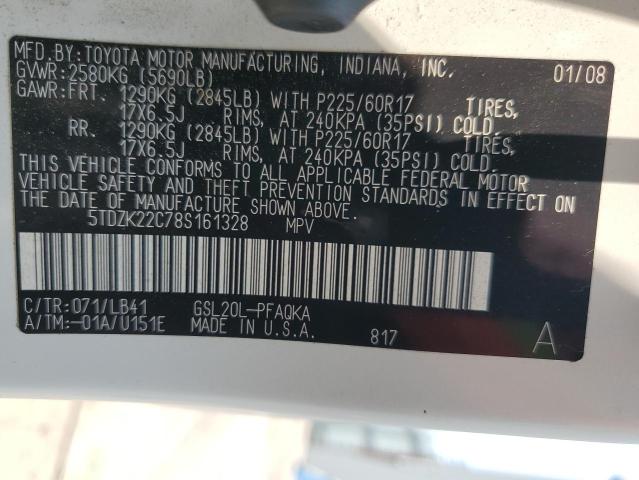 MFD.BY:TOYOTA MOTOR MANUFACTURING, INDIANA, INC. 01/08
GVWR:2580KG (5690LB)
GAWR:FRT. 1290KG (2845LB) WITH P225/60R17 TIRES,
17X6.5J RIMS, AT 240KPA (35PSI) COLD.
RR. 1290KG (2845LB) WITH P225/60R17 TIRES,
17X6.5J RIMS, AT 240KPA (35PSI) COLD.
THIS VEHICLE CONFORMS TO ALL APPLICABLE FEDERAL MOTOR
VEHICLE SAFETY AND THEFT PREVENTION STANDARDS IN EFFECT ON
THE DATE OF MANUFACTURE SHOWN ABOVE.
5TDZK22C78S161328 MPV
C/TR:071/LB41 GSL20L-PFAQKA
A/TM:-01A/U151E MADE IN U.S.A. 817 A